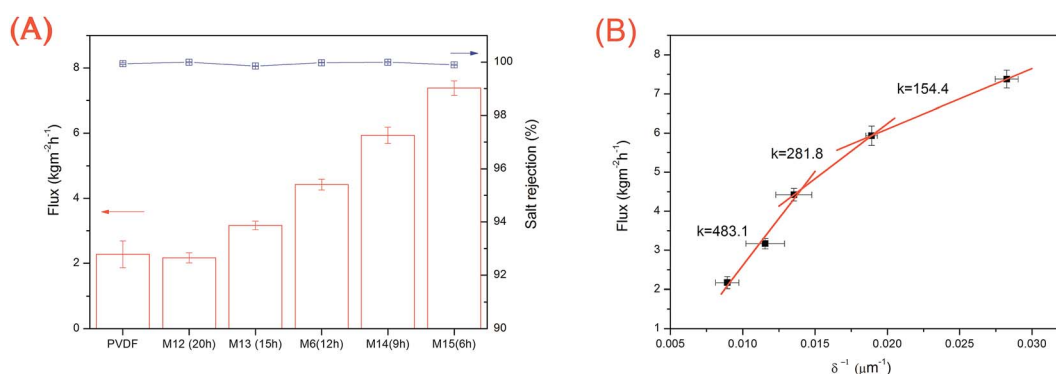 (A)
8
6
4
2
0
Flux (kgm⁻²h⁻¹)
100
98
96
94
92
90
Salt rejection (%)
PVDF M12 (20h) M13 (15h) M6(12h) M14(9h) M15(6h)
(B)
8
7
6
5
4
3
2
1
Flux (kgm⁻²h⁻¹)
k=154.4
k=281.8
k=483.1
0.005 0.010 0.015 0.020 0.025 0.030
δ⁻¹ (μm⁻¹)